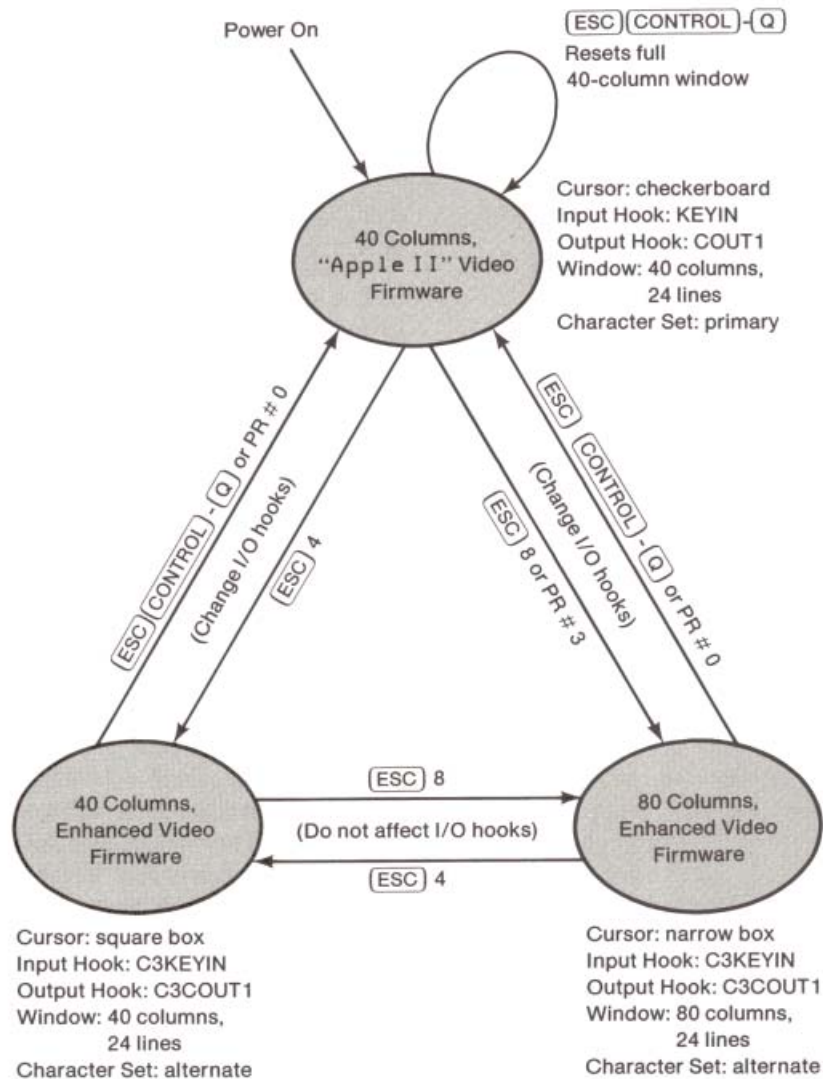 Power On
ESC CONTROL - Q
Resets full
40-column window
40 Columns,
“Apple II” Video
Firmware
Cursor: checkerboard
Input Hook: KEYIN
Output Hook: COUT1
Window: 40 columns,
24 lines
Character Set: primary
ESC CONTROL - Q or PR # 0
(Change I/O hooks)
ESC 4
ESC 8 or PR # 3
(Change I/O hooks)
ESC CONTROL - Q or PR # 0
40 Columns,
Enhanced Video
Firmware
ESC 8
(Do not affect I/O hooks)
ESC 4
80 Columns,
Enhanced Video
Firmware
Cursor: square box
Input Hook: C3KEYIN
Output Hook: C3COUT1
Window: 40 columns,
24 lines
Character Set: alternate
Cursor: narrow box
Input Hook: C3KEYIN
Output Hook: C3COUT1
Window: 80 columns,
24 lines
Character Set: alternate